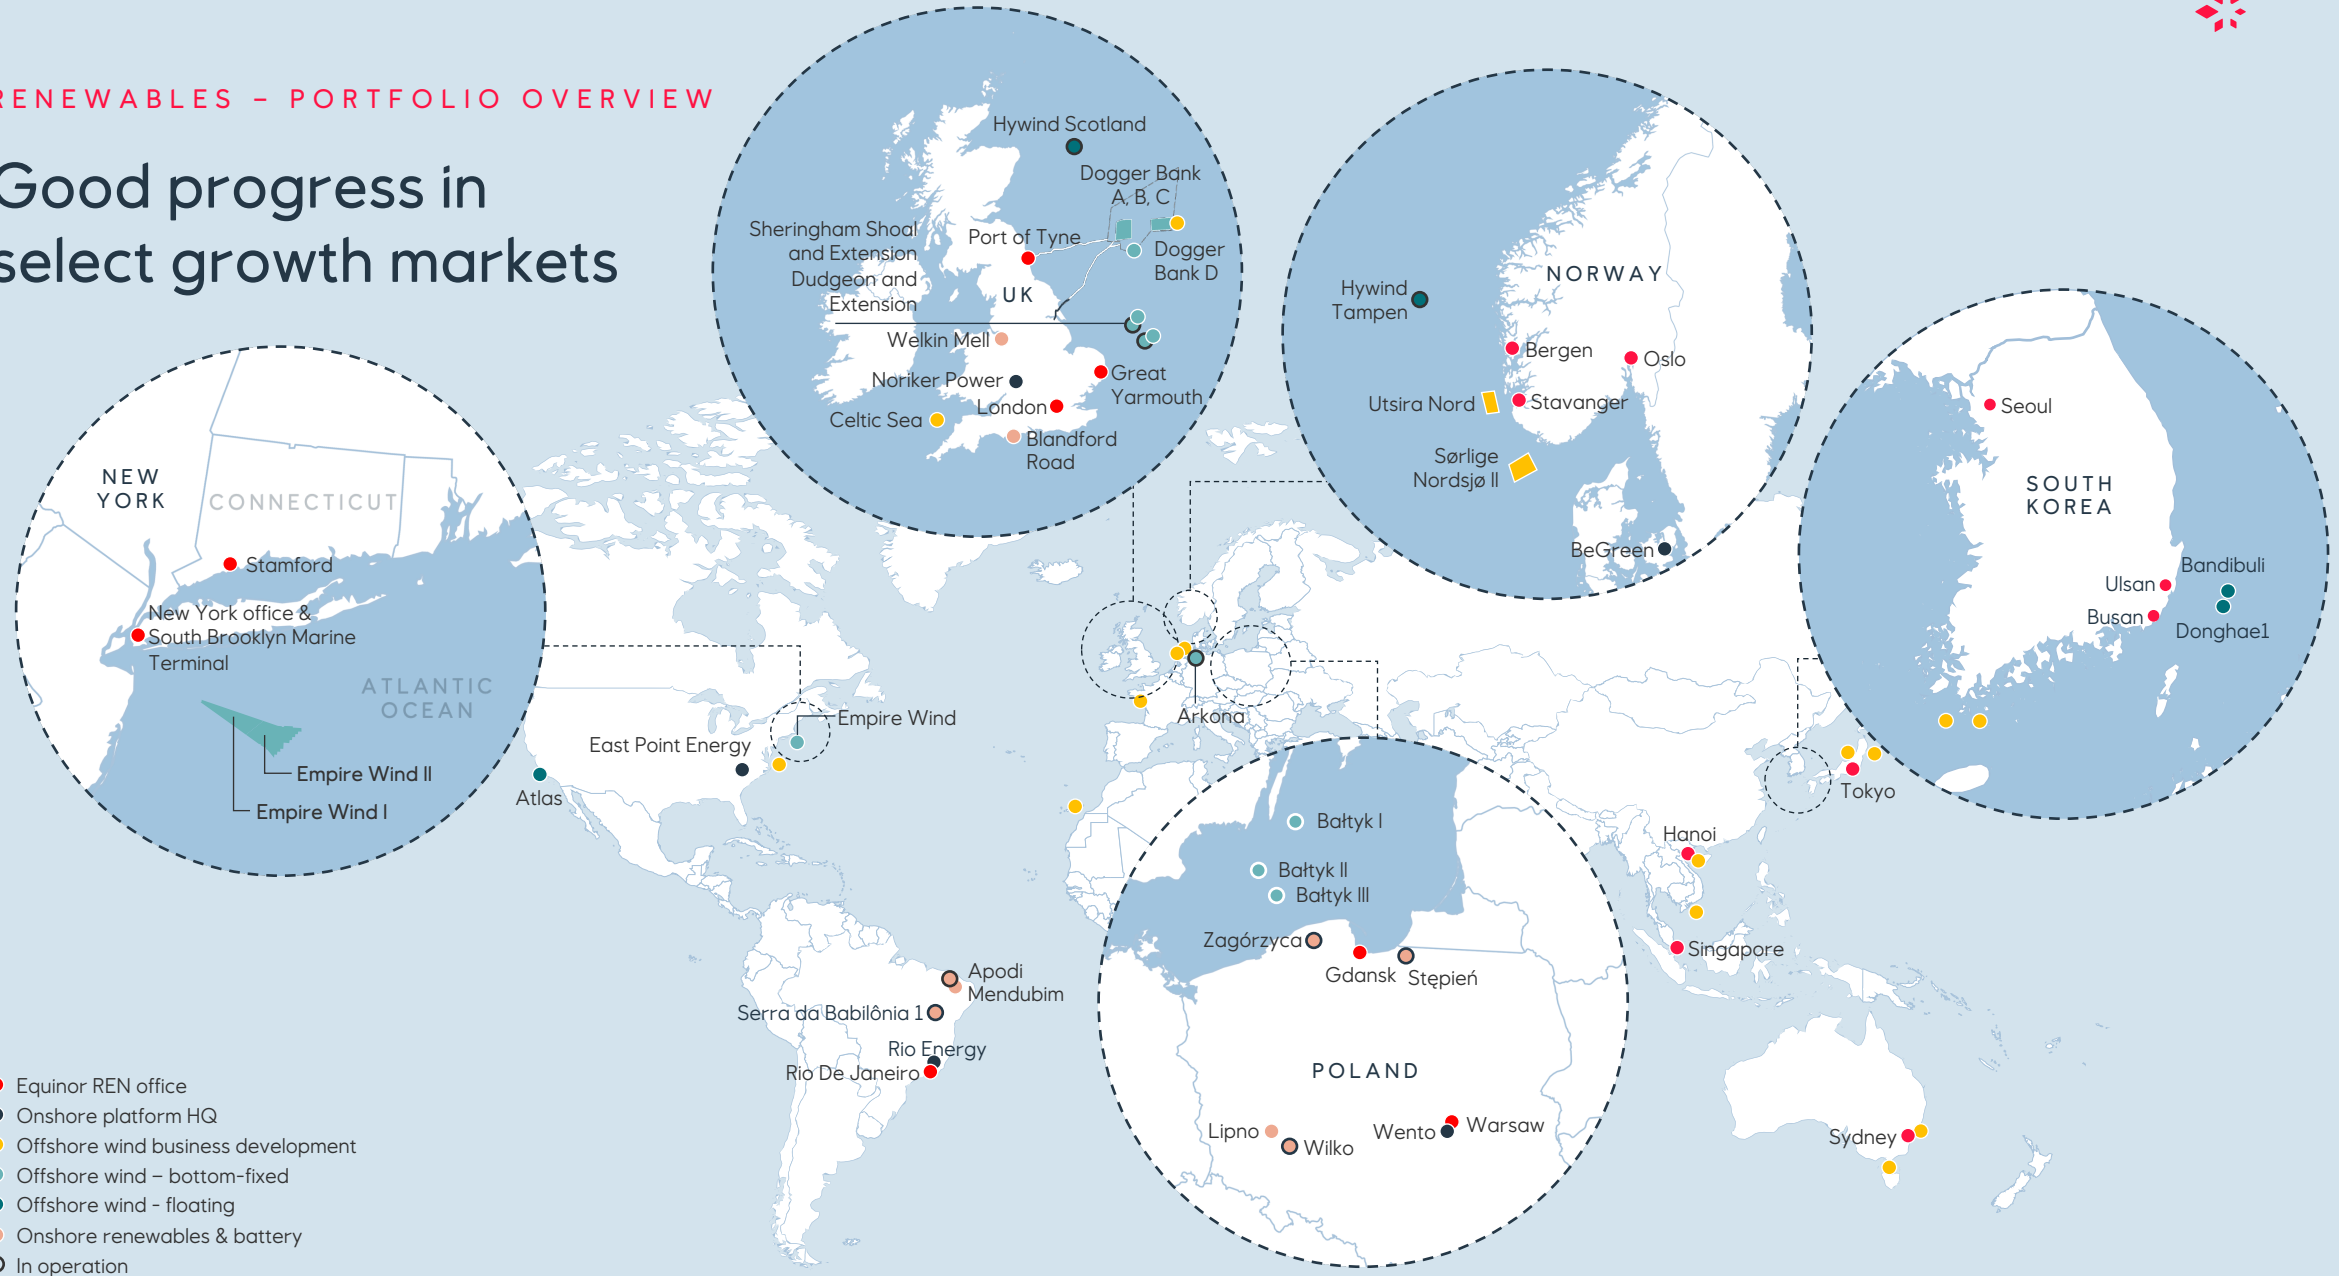 RENEWABLES – PORTFOLIO OVERVIEW
Good progress in
select growth markets
Hywind Scotland
Dogger Bank
A, B, C
Sheringham Shoal
and Extension
Dudgeon and
Extension
Port of Tyne
Dogger
Bank D
UK
Welkin Mell
Noriker Power
Great
Yarmouth
London
Celtic Sea
Blandford
Road
NORWAY
Hywind
Tampen
Bergen
Oslo
Utsira Nord
Stavanger
Sørlige
Nordsjø II
BeGreen
Seoul
SOUTH
KOREA
Bandibuli
Ulsan
Busan
Donghae1
NEW
YORK
CONNECTICUT
Stamford
New York office &
South Brooklyn Marine
Terminal
ATLANTIC
OCEAN
Empire Wind II
Empire Wind I
Empire Wind
East Point Energy
Atlas
Arkona
Tokyo
Hanoi
Singapore
Sydney
Bałtyk I
Bałtyk II
Bałtyk III
Zagórzyca
Gdansk
Stępień
POLAND
Lipno
Wilko
Wento
Warsaw
Apodi
Mendubim
Serra da Babilônia 1
Rio Energy
Rio De Janeiro
Equinor REN office
Onshore platform HQ
Offshore wind business development
Offshore wind – bottom-fixed
Offshore wind - floating
Onshore renewables & battery
In operation